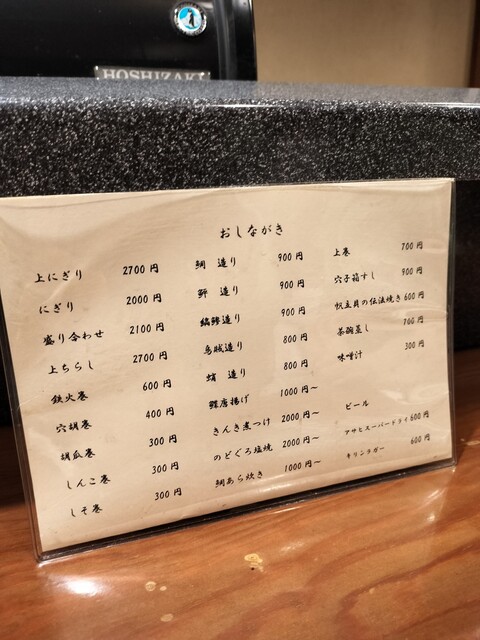 HOSHIZAKI
おしながき
上にぎり 2700円
にぎり 2000円
盛り合わせ 2100円
上ちらし 2700円
鉄火巻 600円
穴胡巻 400円
胡瓜巻 300円
しんこ巻 300円
しそ巻 300円
鯛 造り 900円
鮃 造り 900円
縞鯵造り 900円
烏賊造り 800円
蛸 造り 800円
鰈唐揚げ 1000円~
きんき煮つけ 2000円~
のどぐろ塩焼 2000円~
鯛あら炊き 1000円~
上巻 700円
穴子箱すし 900円
帆立貝の伝法焼き 600円
茶碗蒸し 700円
味噌汁 300円
ビール
アサヒスーパードライ 600円
キリンラガー 600円